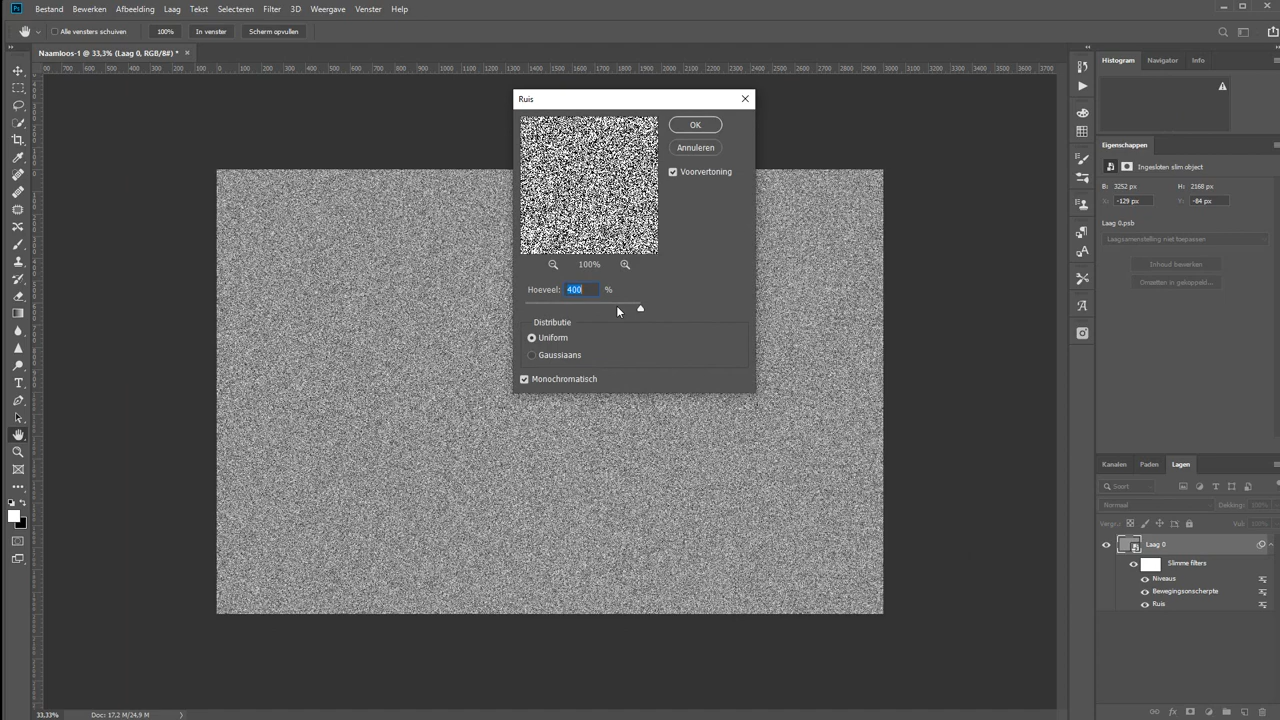 Ps Bestand Bewerken Afbeelding Laag Tekst Selecteren Filter 3D Weergave Venster Help
Alle vensters schuiven 100% In venster Scherm opvullen
Naamloos-1 @ 33,3% (Laag 0, RGB/8#) * ×
Histogram Navigator Info
Ruis
OK
Annuleren
Voorvertoning
100%
Hoeveel: 400 %
Distributie
Uniform
Gaussiaans
Monochromatisch
Eigenschappen
Ingesloten slim object
B: 3252 px H: 2168 px
X: -129 px Y: -84 px
Laag 0.psb
Laagsamenstelling niet toepassen
Inhoud bewerken
Omzetten in gekoppeld...
Kanalen Paden Lagen
Soort
Normaal Dekking: 100%
Vergr.: Vul: 100%
Laag 0
Slimme filters
Niveaus
Bewegingsonscherpte
Ruis
33,33% Doc: 17,2 M/24,9 M